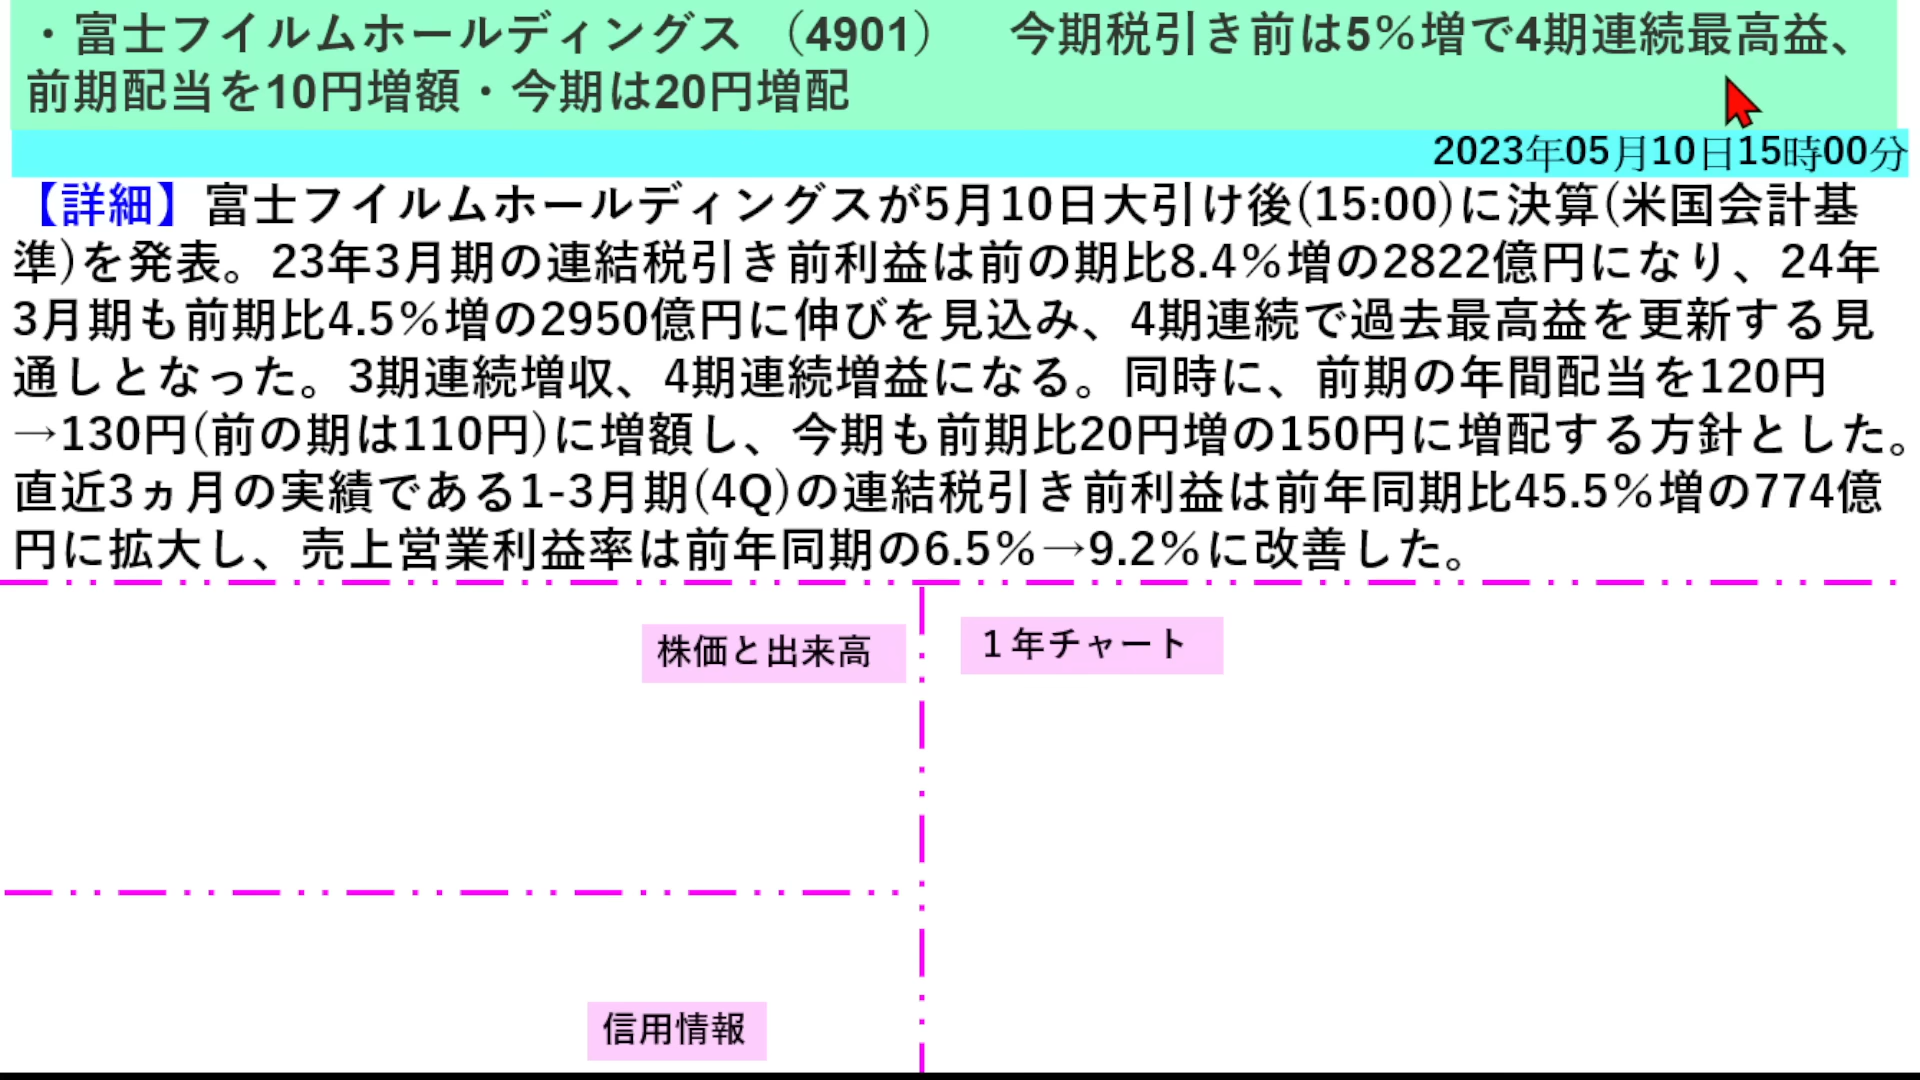 ・富士フイルムホールディングス （4901）　今期税引き前は5％増で4期連続最高益、
前期配当を10円増額・今期は20円増配
2023年05月10日15時00分
【詳細】富士フイルムホールディングスが5月10日大引け後(15:00)に決算(米国会計基
準)を発表。23年3月期の連結税引き前利益は前の期比8.4％増の2822億円になり、24年
3月期も前期比4.5％増の2950億円に伸びを見込み、4期連続で過去最高益を更新する見
通しとなった。3期連続増収、4期連続増益になる。同時に、前期の年間配当を120円
→130円(前の期は110円)に増額し、今期も前期比20円増の150円に増配する方針とした。
直近3ヵ月の実績である1-3月期(4Q)の連結税引き前利益は前年同期比45.5％増の774億
円に拡大し、売上営業利益率は前年同期の6.5％→9.2％に改善した。
株価と出来高
１年チャート
信用情報